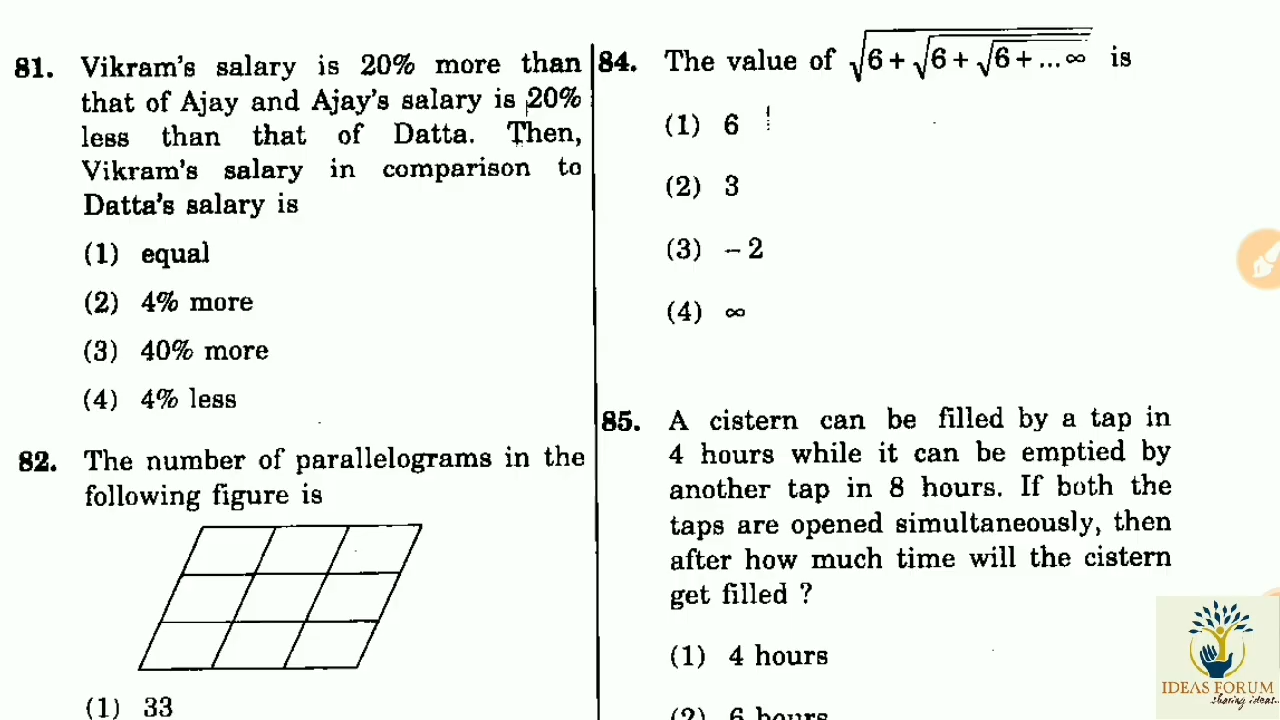 81. Vikram's salary is 20% more than
that of Ajay and Ajay's salary is 20%
less than that of Datta. Then,
Vikram's salary in comparison to
Datta's salary is
(1) equal
(2) 4% more
(3) 40% more
(4) 4% less
82. The number of parallelograms in the
following figure is
(1) 33
84. The value of √6 + √6 + √6 + ... ∞ is
(1) 6
(2) 3
(3) – 2
(4) ∞
85. A cistern can be filled by a tap in
4 hours while it can be emptied by
another tap in 8 hours. If both the
taps are opened simultaneously, then
after how much time will the cistern
get filled ?
(1) 4 hours
(2) 6 hours
IDEAS FORUM
sharing ideas..